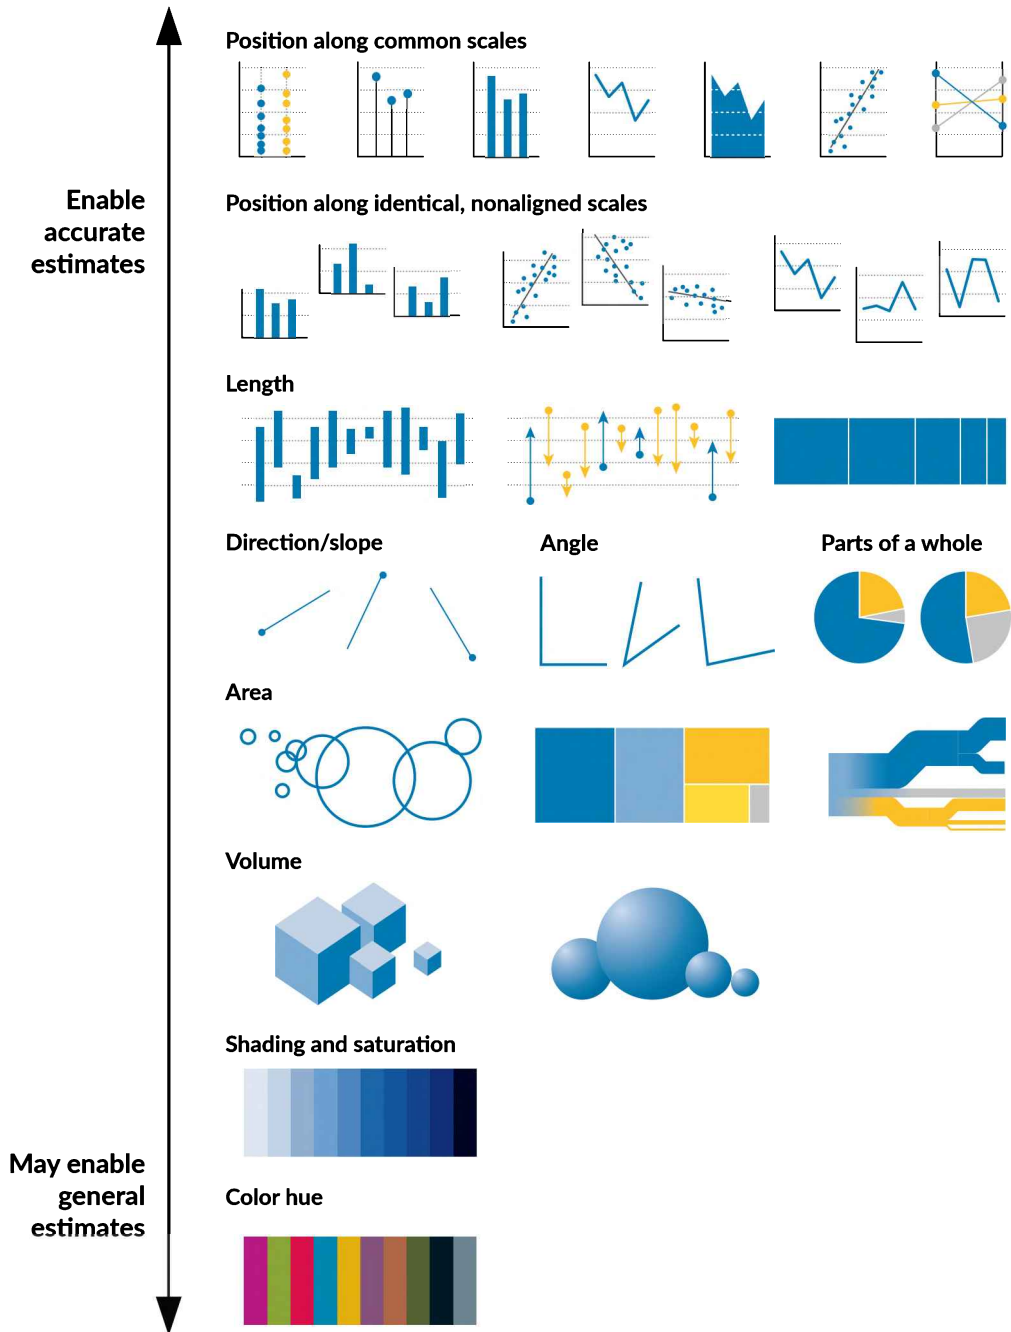 Position along common scales
Enable
accurate
estimates
Position along identical, nonaligned scales
Length
Direction/slope
Angle
Parts of a whole
Area
Volume
Shading and saturation
May enable
general
estimates
Color hue